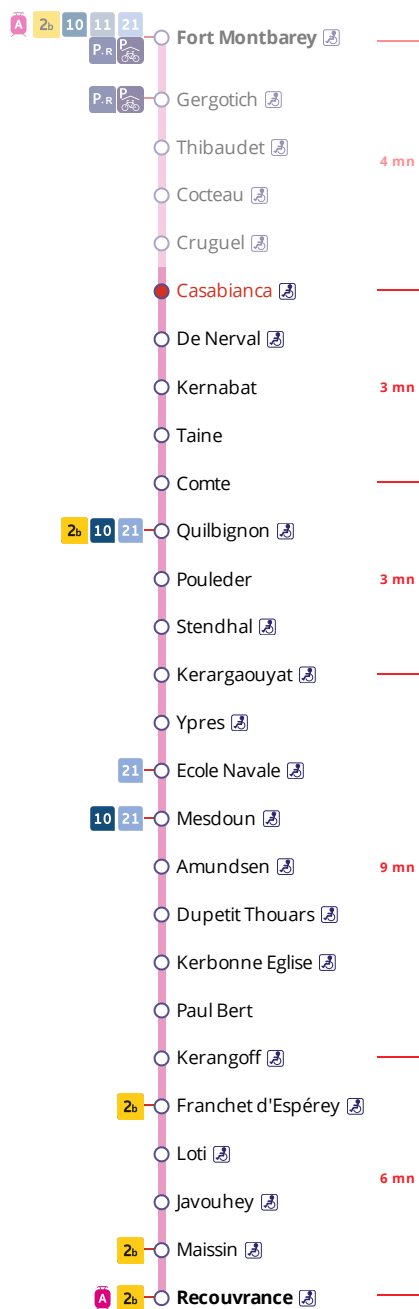 A 2b 10 11 21 Fort Montbarey
P+R P
P+R P Gergotich
Thibaudet
4 mn
Cocteau
Cruguel
Casabianca
De Nerval
Kernabat 3 mn
Taine
Comte
2b 10 21 Quilbignon
Pouleder 3 mn
Stendhal
Kerargaouyat
Ypres
21 Ecole Navale
10 21 Mesdoun
Amundsen 9 mn
Dupetit Thouars
Kerbonne Eglise
Paul Bert
Kerangoff
2b Franchet d'Espérey
Loti
6 mn
Javouhey
2b Maissin
A 2b Recouvrance